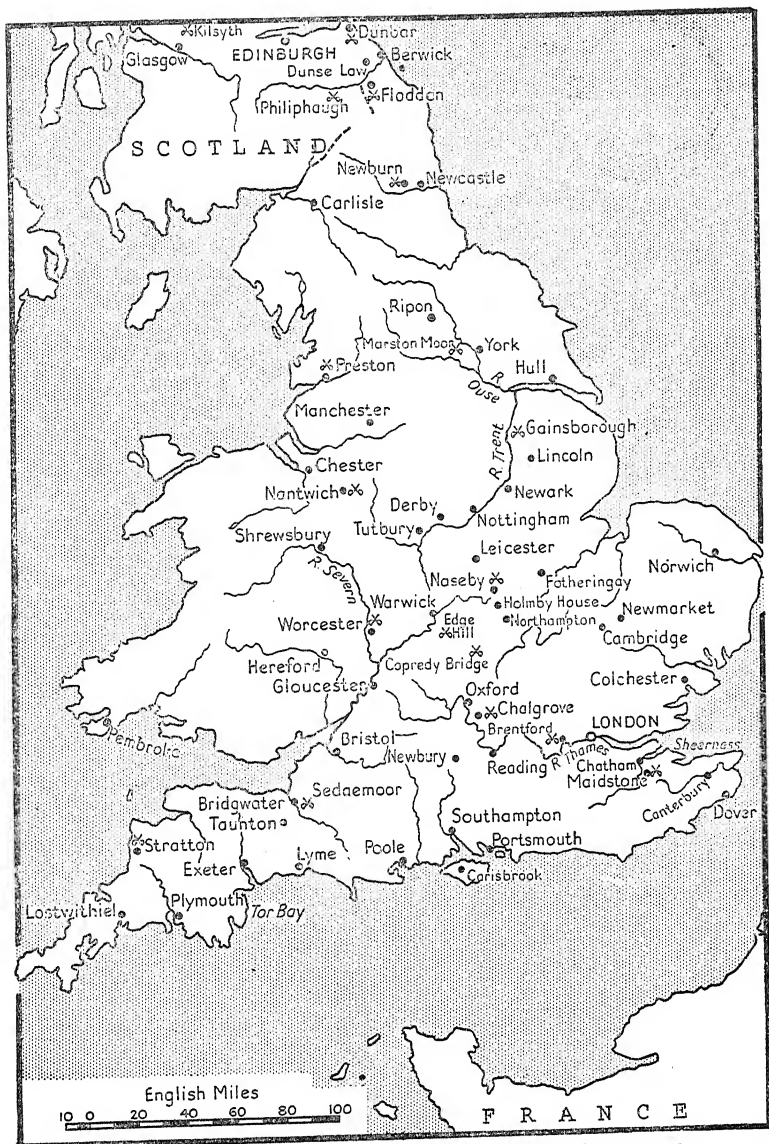 Kilsyth
Dunbar
Glasgow
EDINBURGH
Berwick
Dunse Law
Philiphaugh
Flodden
SCOTLAND
Newburn
Newcastle
Carlisle
Ripon
Marston Moor
York
Preston
Hull
R. Ouse
Manchester
Gainsborough
R. Trent
Lincoln
Chester
Nantwich
Newark
Derby
Nottingham
Tutbury
Shrewsbury
Leicester
R. Severn
Norwich
Naseby
Fotheringay
Warwick
Holmby House
Newmarket
Worcester
Edge
Hill
Northampton
Cambridge
Hereford
Copredy Bridge
Gloucester
Oxford
Colchester
Chalgrove
Pembroke
Brentford
LONDON
Bristol
Newbury
Reading
R. Thames
Sheerness
Chatham
Maidstone
Bridgwater
Sedgemoor
Canterbury
Taunton
Dover
Southampton
Stratton
Portsmouth
Lyme
Poole
Exeter
Carisbrook
Lostwithiel
Plymouth
Tor Bay
English Miles
10 0 20 40 60 80 100
FRANCE